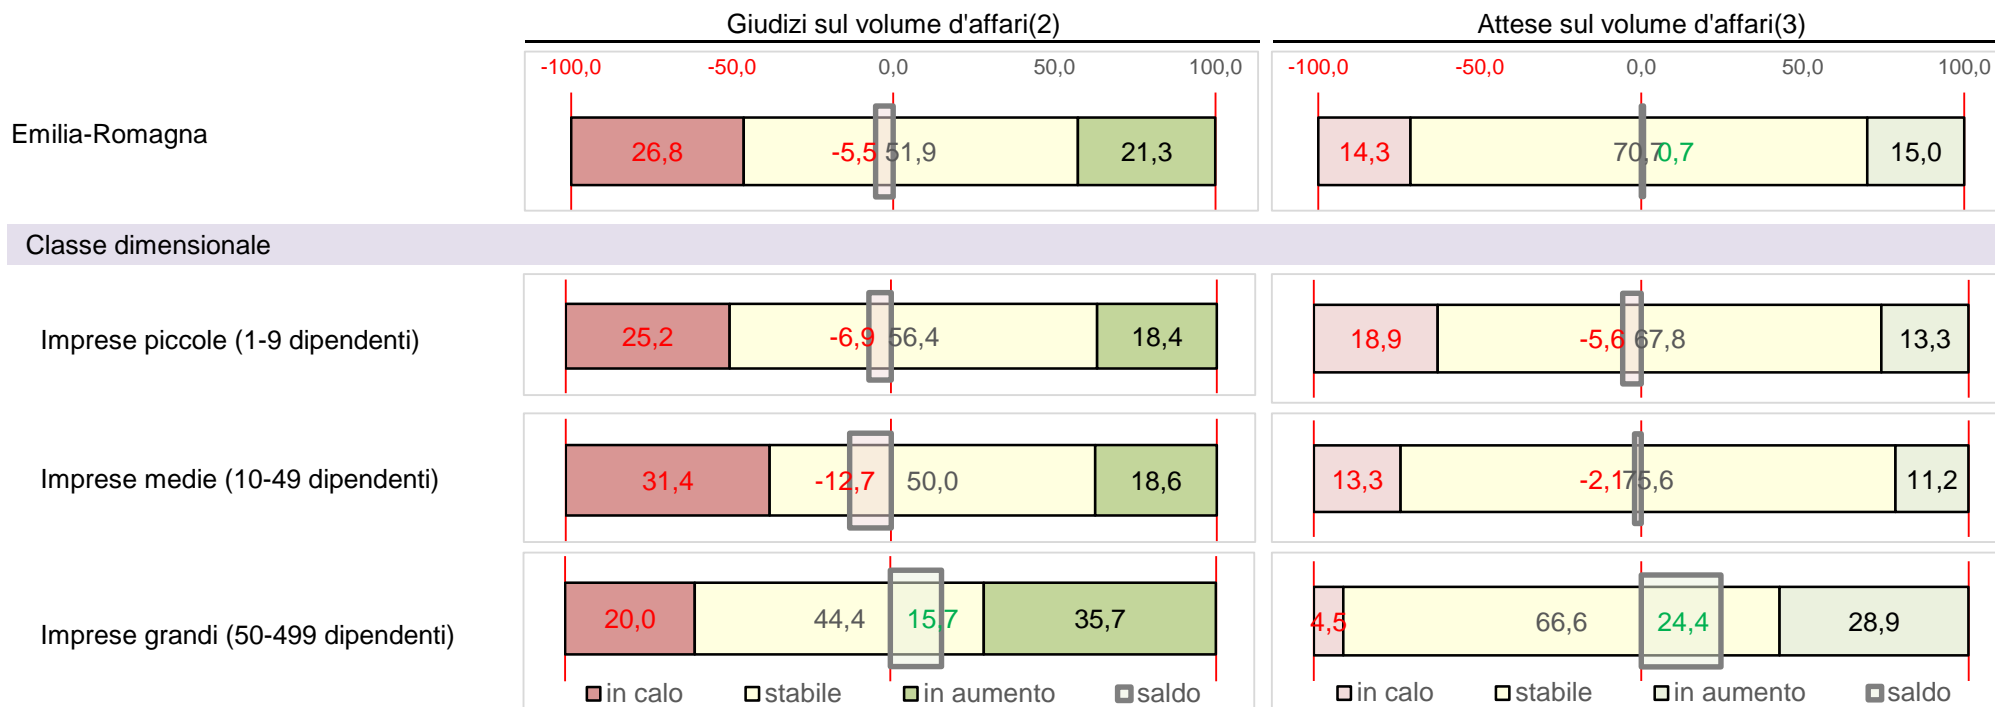 Giudizi sul volume d'affari(2) Attese sul volume d'affari(3)
-100,0 -50,0 0,0 50,0 100,0 -100,0 -50,0 0,0 50,0 100,0
Emilia-Romagna 26,8 -5,5 51,9 21,3 14,3 70,7 0,7 15,0
Classe dimensionale
Imprese piccole (1-9 dipendenti) 25,2 -6,9 56,4 18,4 18,9 -5,6 67,8 13,3
Imprese medie (10-49 dipendenti) 31,4 -12,7 50,0 18,6 13,3 -2,1 75,6 11,2
Imprese grandi (50-499 dipendenti) 20,0 44,4 15,7 35,7 4,5 66,6 24,4 28,9
in calo stabile in aumento saldo in calo stabile in aumento saldo